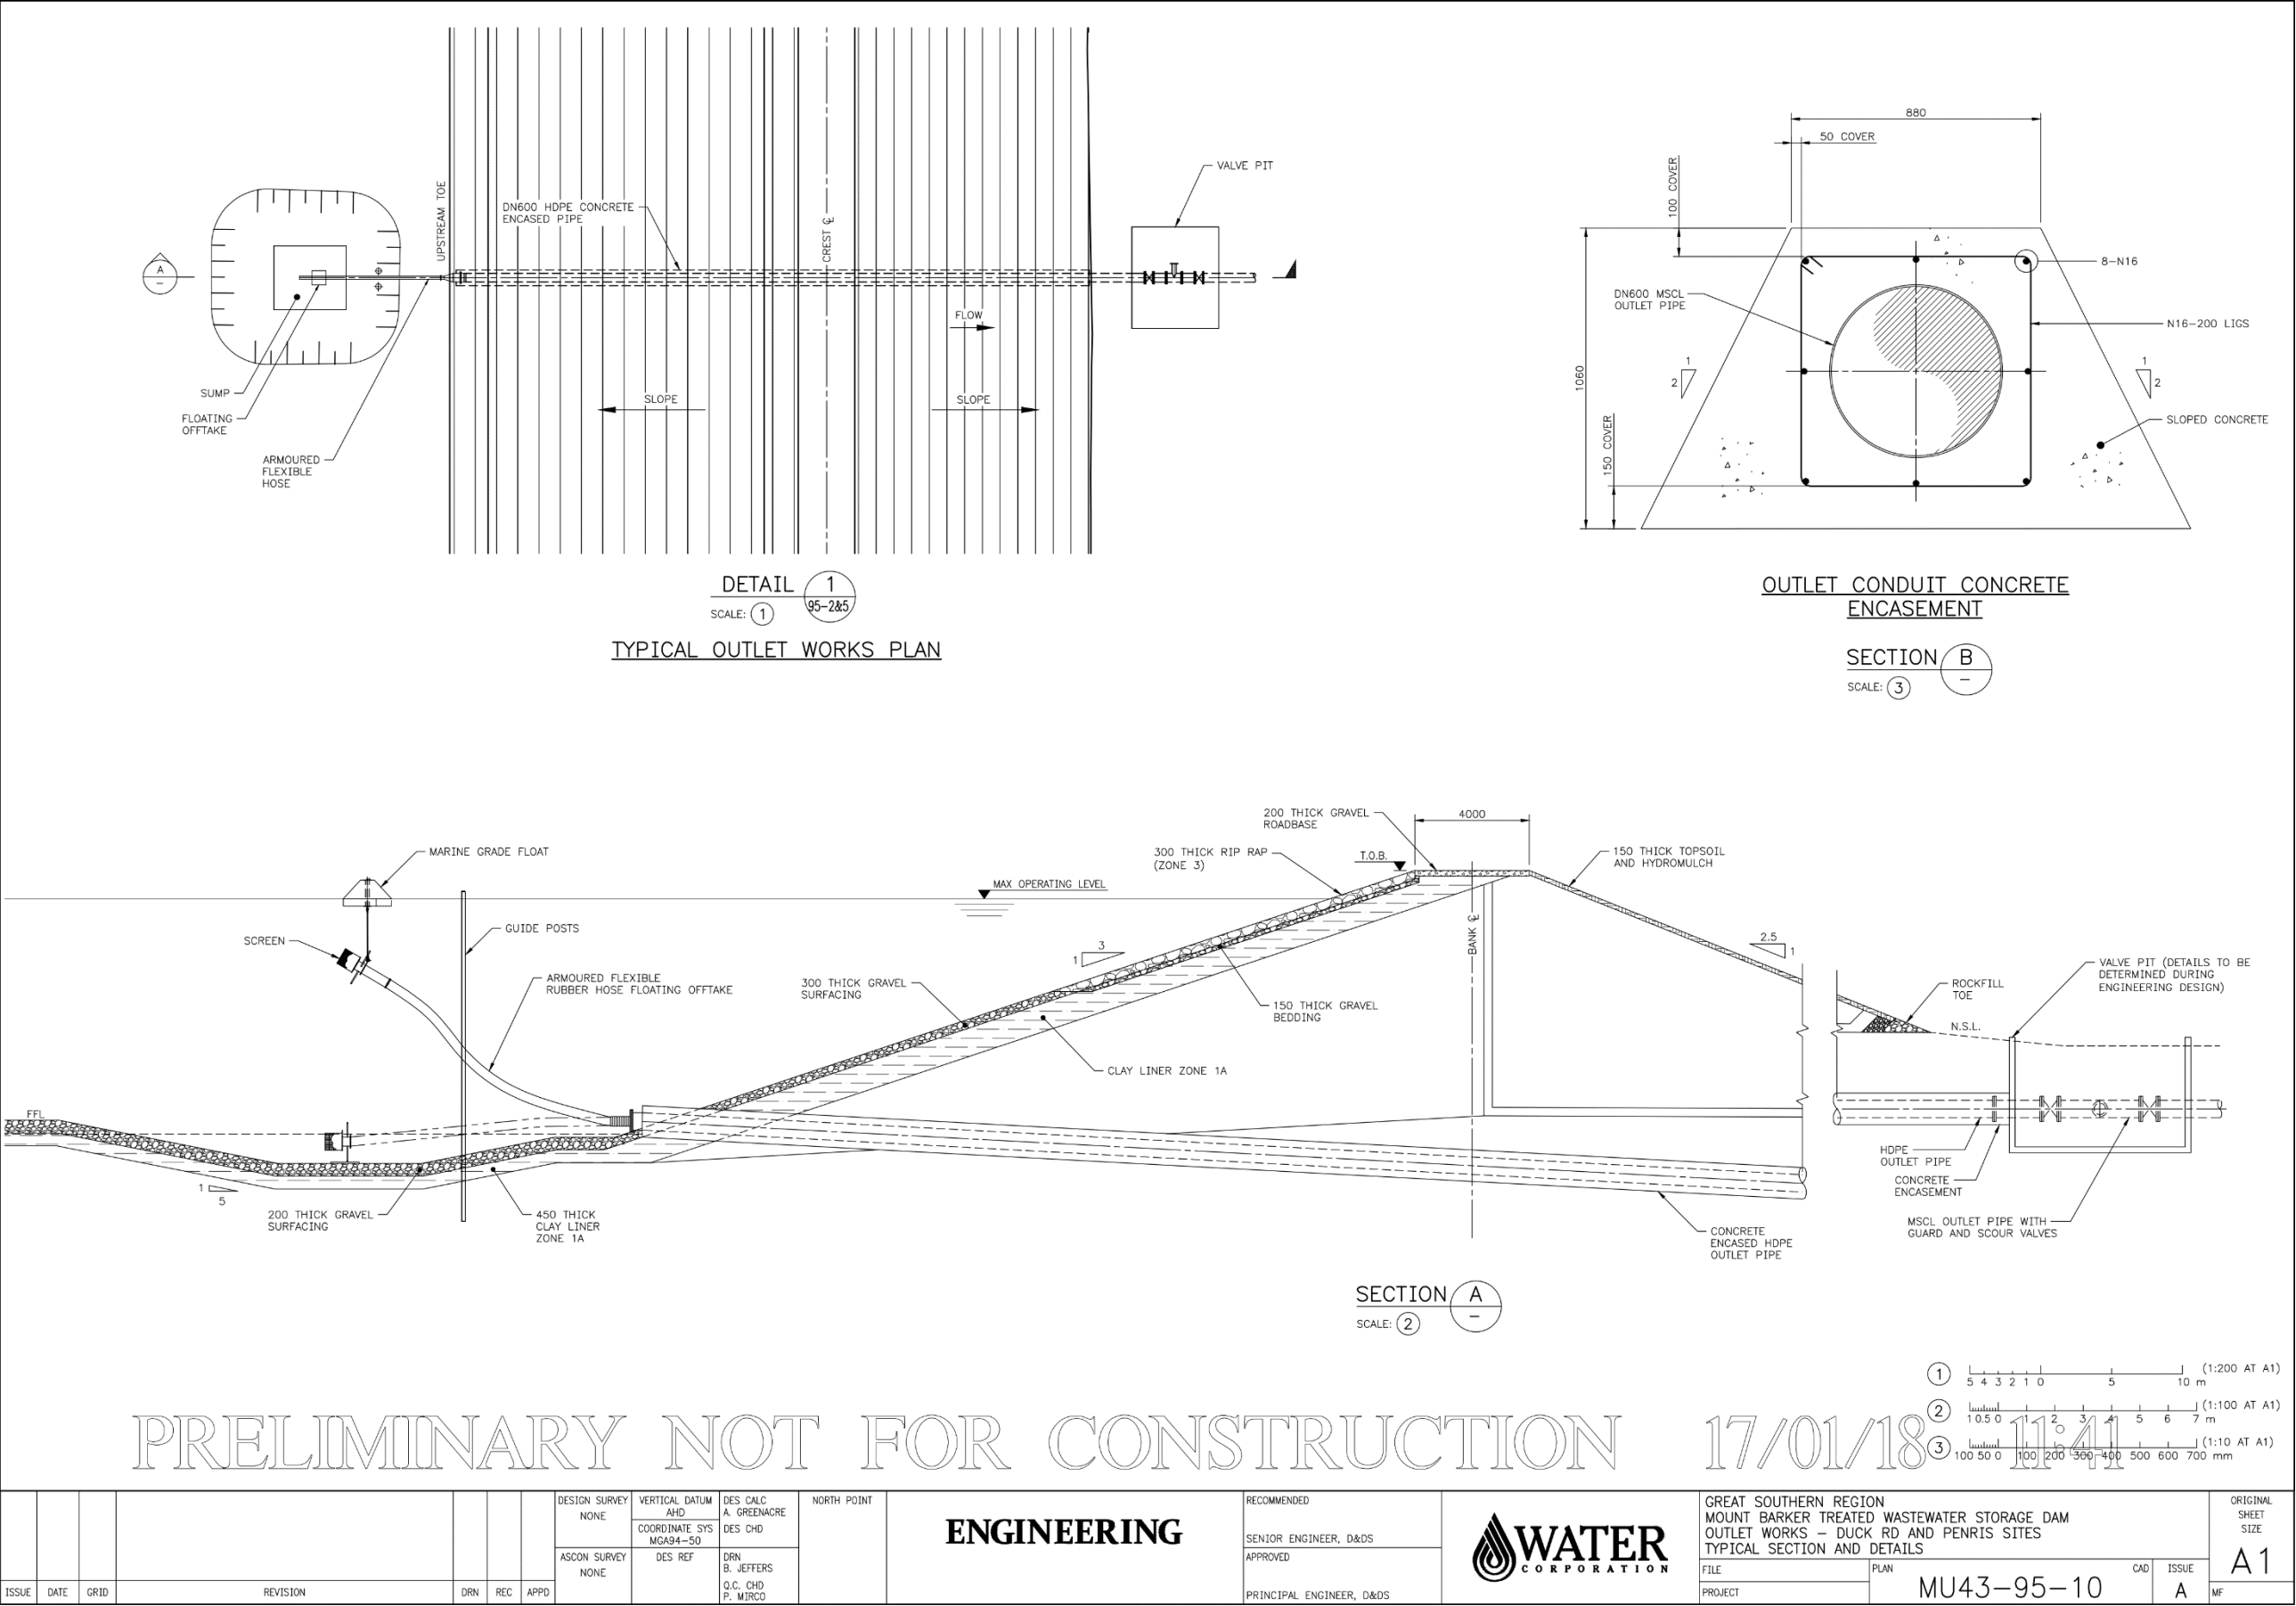 VALVE PIT
UPSTREAM TOE
DN600 HDPE CONCRETE
ENCASED PIPE
CREST ℄
A
–
FLOW
SLOPE
SLOPE
SUMP
FLOATING
OFFTAKE
ARMOURED
FLEXIBLE
HOSE
DETAIL 1
SCALE: 1 95-2&5
TYPICAL OUTLET WORKS PLAN
880
50 COVER
100 COVER
8-N16
DN600 MSCL
OUTLET PIPE
N16-200 LIGS
1060
1
2
1
2
SLOPED CONCRETE
150 COVER
OUTLET CONDUIT CONCRETE
ENCASEMENT
SECTION B
SCALE: 3 –
200 THICK GRAVEL
ROADBASE
4000
300 THICK RIP RAP
(ZONE 3)
T.O.B.
150 THICK TOPSOIL
AND HYDROMULCH
MARINE GRADE FLOAT
MAX OPERATING LEVEL
GUIDE POSTS
SCREEN
BANK ℄
3
1
2.5
1
ARMOURED FLEXIBLE
RUBBER HOSE FLOATING OFFTAKE
300 THICK GRAVEL
SURFACING
150 THICK GRAVEL
BEDDING
VALVE PIT (DETAILS TO BE
DETERMINED DURING
ENGINEERING DESIGN)
ROCKFILL
TOE
N.S.L.
CLAY LINER ZONE 1A
FFL
1
5
200 THICK GRAVEL
SURFACING
450 THICK
CLAY LINER
ZONE 1A
HDPE
OUTLET PIPE
CONCRETE
ENCASEMENT
MSCL OUTLET PIPE WITH
GUARD AND SCOUR VALVES
CONCRETE
ENCASED HDPE
OUTLET PIPE
SECTION A
SCALE: 2 –
1 5 4 3 2 1 0 5 10 m (1:200 AT A1)
2 1 0.5 0 1 2 3 4 5 6 7 m (1:100 AT A1)
3 100 50 0 100 200 300 400 500 600 700 mm (1:10 AT A1)
PRELIMINARY NOT FOR CONSTRUCTION 17/01/18 11:41
ISSUE DATE GRID REVISION DRN REC APPD
DESIGN SURVEY
NONE
ASCON SURVEY
NONE
VERTICAL DATUM
AHD
COORDINATE SYS
MGA94-50
DES REF
DES CALC
A. GREENACRE
DES CHD
DRN
B. JEFFERS
Q.C. CHD
P. MIRCO
NORTH POINT
ENGINEERING
RECOMMENDED
SENIOR ENGINEER, D&DS
APPROVED
PRINCIPAL ENGINEER, D&DS
WATER
CORPORATION
GREAT SOUTHERN REGION
MOUNT BARKER TREATED WASTEWATER STORAGE DAM
OUTLET WORKS – DUCK RD AND PENRIS SITES
TYPICAL SECTION AND DETAILS
FILE
PROJECT
PLAN
MU43-95-10
CAD
ISSUE
A
ORIGINAL
SHEET
SIZE
A1
MF